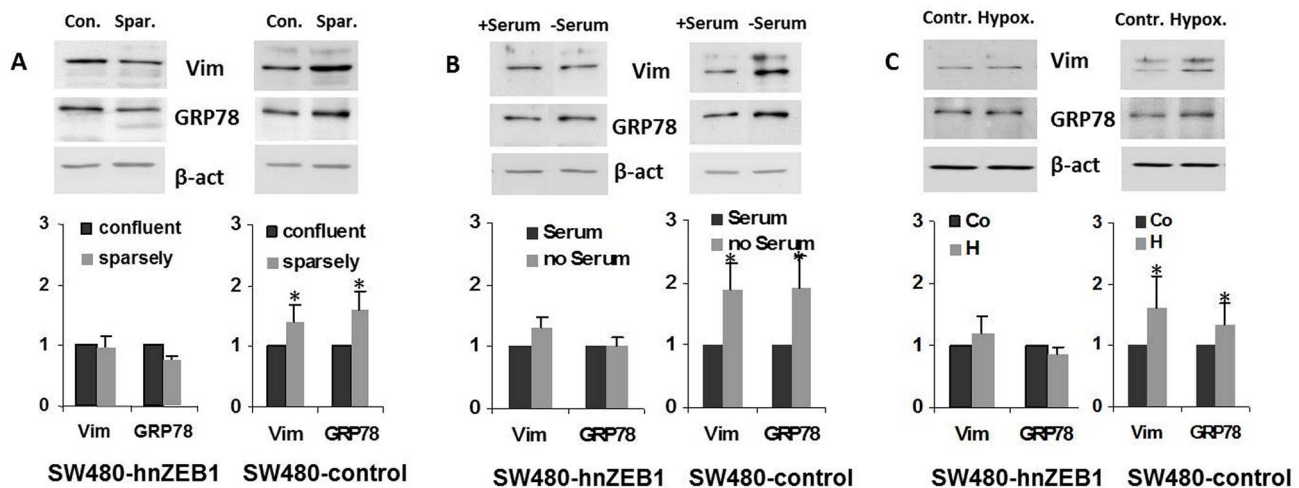 A
Con. Spar.
Vim
GRP78
β-act
3
2
1
0
confluent
sparsely
Vim GRP78
SW480-hnZEB1
3
2
1
0
confluent
sparsely
*
*
Vim GRP78
SW480-control
B
+Serum -Serum
+Serum -Serum
Vim
GRP78
β-act
3
2
1
0
Serum
no Serum
Vim GRP78
SW480-hnZEB1
3
2
1
0
Serum
no Serum
*
*
Vim GRP78
SW480-control
C
Contr. Hypox.
Contr. Hypox.
Vim
GRP78
β-act
3
2
1
0
Co
H
Vim GRP78
SW480-hnZEB1
3
2
1
0
Co
H
*
*
Vim GRP78
SW480-control